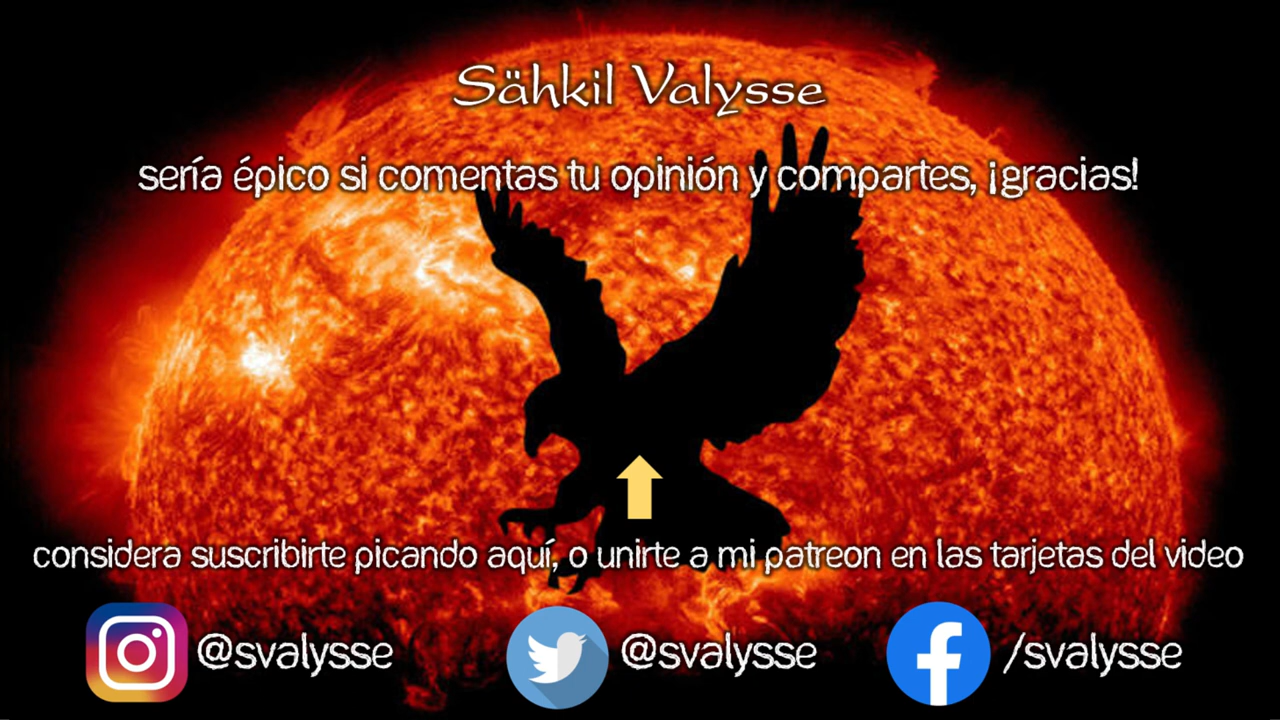 Sähkil Valysse
sería épico si comentas tu opinión y compartes, ¡gracias!
considera suscribirte picando aquí, o unirte a mi patreon en las tarjetas del video
@svalysse @svalysse /svalysse